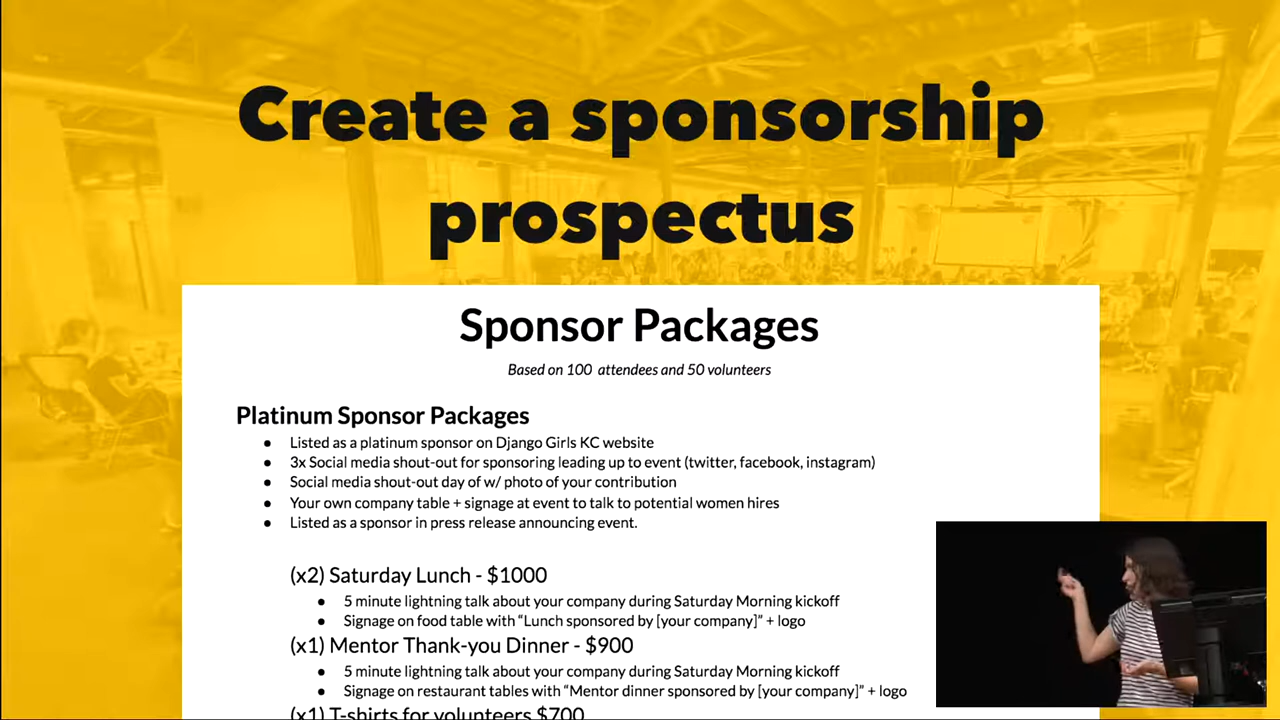 Create a sponsorship
prospectus
Sponsor Packages
Based on 100 attendees and 50 volunteers
Platinum Sponsor Packages
● Listed as a platinum sponsor on Django Girls KC website
● 3x Social media shout-out for sponsoring leading up to event (twitter, facebook, instagram)
● Social media shout-out day of w/ photo of your contribution
● Your own company table + signage at event to talk to potential women hires
● Listed as a sponsor in press release announcing event.
(x2) Saturday Lunch - $1000
● 5 minute lightning talk about your company during Saturday Morning kickoff
● Signage on food table with “Lunch sponsored by [your company]” + logo
(x1) Mentor Thank-you Dinner - $900
● 5 minute lightning talk about your company during Saturday Morning kickoff
● Signage on restaurant tables with “Mentor dinner sponsored by [your company]” + logo
(x1) T-shirts for volunteers $700